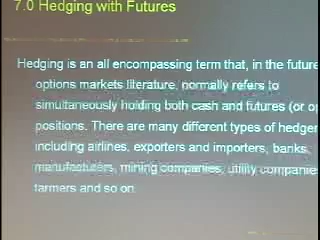 7.0 Hedging with Futures
Hedging is an all encompassing term that, in the future
options markets literature, normally refers to
simultaneously holding both cash and futures (or op
positions. There are many different types of hedger
including airlines, exporters and importers, banks,
manufacturers, mining companies, utility companie
farmers and so on.